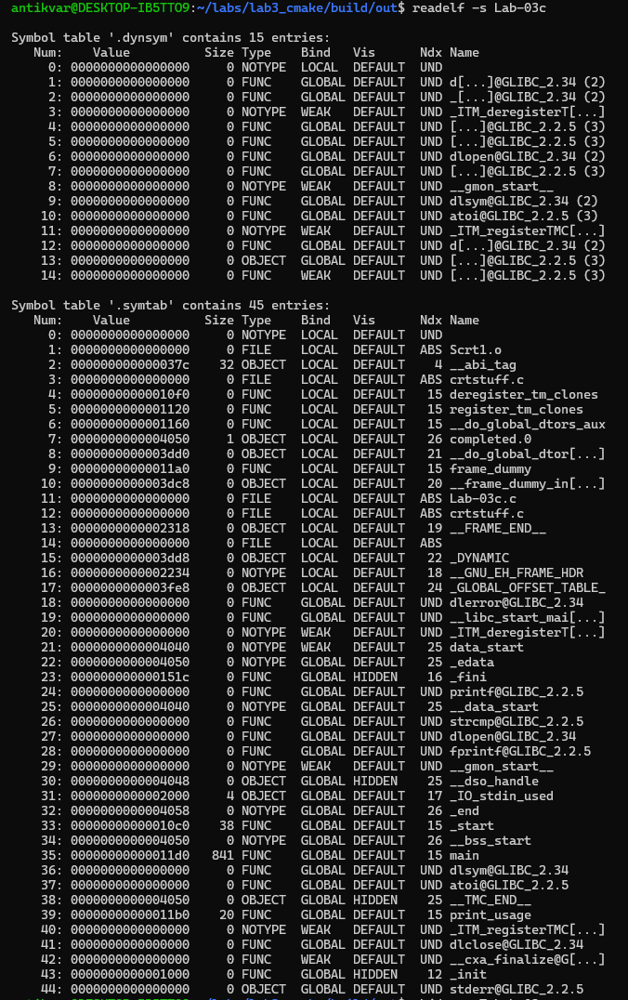 antikvar@DESKTOP-IB5TTO9:~/labs/lab3_cmake/build/out$ readelf -s Lab-03c
Symbol table '.dynsym' contains 15 entries:
Num: Value Size Type Bind Vis Ndx Name
0: 0000000000000000 0 NOTYPE LOCAL DEFAULT UND
1: 0000000000000000 0 FUNC GLOBAL DEFAULT UND d[...]@GLIBC_2.34 (2)
2: 0000000000000000 0 FUNC GLOBAL DEFAULT UND _[...]@GLIBC_2.34 (2)
3: 0000000000000000 0 NOTYPE WEAK DEFAULT UND _ITM_deregisterT[...]
4: 0000000000000000 0 FUNC GLOBAL DEFAULT UND [...]@GLIBC_2.2.5 (3)
5: 0000000000000000 0 FUNC GLOBAL DEFAULT UND [...]@GLIBC_2.2.5 (3)
6: 0000000000000000 0 FUNC GLOBAL DEFAULT UND dlopen@GLIBC_2.34 (2)
7: 0000000000000000 0 FUNC GLOBAL DEFAULT UND [...]@GLIBC_2.2.5 (3)
8: 0000000000000000 0 NOTYPE WEAK DEFAULT UND __gmon_start__
9: 0000000000000000 0 FUNC GLOBAL DEFAULT UND dlsym@GLIBC_2.34 (2)
10: 0000000000000000 0 FUNC GLOBAL DEFAULT UND atoi@GLIBC_2.2.5 (3)
11: 0000000000000000 0 NOTYPE WEAK DEFAULT UND _ITM_registerTMC[...]
12: 0000000000000000 0 FUNC GLOBAL DEFAULT UND d[...]@GLIBC_2.34 (2)
13: 0000000000000000 0 OBJECT GLOBAL DEFAULT UND [...]@GLIBC_2.2.5 (3)
14: 0000000000000000 0 FUNC WEAK DEFAULT UND [...]@GLIBC_2.2.5 (3)
Symbol table '.symtab' contains 45 entries:
Num: Value Size Type Bind Vis Ndx Name
0: 0000000000000000 0 NOTYPE LOCAL DEFAULT UND
1: 0000000000000000 0 FILE LOCAL DEFAULT ABS Scrt1.o
2: 000000000000037c 32 OBJECT LOCAL DEFAULT 4 __abi_tag
3: 0000000000000000 0 FILE LOCAL DEFAULT ABS crtstuff.c
4: 00000000000010f0 0 FUNC LOCAL DEFAULT 15 deregister_tm_clones
5: 0000000000001120 0 FUNC LOCAL DEFAULT 15 register_tm_clones
6: 0000000000001160 0 FUNC LOCAL DEFAULT 15 __do_global_dtors_aux
7: 0000000000004050 1 OBJECT LOCAL DEFAULT 26 completed.0
8: 0000000000003dd0 0 OBJECT LOCAL DEFAULT 21 __do_global_dtor[...]
9: 00000000000011a0 0 FUNC LOCAL DEFAULT 15 frame_dummy
10: 0000000000003dc8 0 OBJECT LOCAL DEFAULT 20 __frame_dummy_in[...]
11: 0000000000000000 0 FILE LOCAL DEFAULT ABS Lab-03c.c
12: 0000000000000000 0 FILE LOCAL DEFAULT ABS crtstuff.c
13: 0000000000002318 0 OBJECT LOCAL DEFAULT 19 __FRAME_END__
14: 0000000000000000 0 FILE LOCAL DEFAULT ABS
15: 0000000000003dd8 0 OBJECT LOCAL DEFAULT 22 _DYNAMIC
16: 0000000000002234 0 NOTYPE LOCAL DEFAULT 18 __GNU_EH_FRAME_HDR
17: 0000000000003fe8 0 OBJECT LOCAL DEFAULT 24 _GLOBAL_OFFSET_TABLE_
18: 0000000000000000 0 FUNC GLOBAL DEFAULT UND dlerror@GLIBC_2.34
19: 0000000000000000 0 FUNC GLOBAL DEFAULT UND __libc_start_mai[...]
20: 0000000000000000 0 NOTYPE WEAK DEFAULT UND _ITM_deregisterT[...]
21: 0000000000004040 0 NOTYPE WEAK DEFAULT 25 data_start
22: 0000000000004050 0 NOTYPE GLOBAL DEFAULT 25 _edata
23: 000000000000151c 0 FUNC GLOBAL HIDDEN 16 _fini
24: 0000000000000000 0 FUNC GLOBAL DEFAULT UND printf@GLIBC_2.2.5
25: 0000000000004040 0 NOTYPE GLOBAL DEFAULT 25 __data_start
26: 0000000000000000 0 FUNC GLOBAL DEFAULT UND strcmp@GLIBC_2.2.5
27: 0000000000000000 0 FUNC GLOBAL DEFAULT UND dlopen@GLIBC_2.34
28: 0000000000000000 0 FUNC GLOBAL DEFAULT UND fprintf@GLIBC_2.2.5
29: 0000000000000000 0 NOTYPE WEAK DEFAULT UND __gmon_start__
30: 0000000000004048 0 OBJECT GLOBAL HIDDEN 25 __dso_handle
31: 0000000000002000 4 OBJECT GLOBAL DEFAULT 17 _IO_stdin_used
32: 0000000000004058 0 NOTYPE GLOBAL DEFAULT 26 _end
33: 00000000000010c0 38 FUNC GLOBAL DEFAULT 15 _start
34: 0000000000004050 0 NOTYPE GLOBAL DEFAULT 26 __bss_start
35: 00000000000011d0 841 FUNC GLOBAL DEFAULT 15 main
36: 0000000000000000 0 FUNC GLOBAL DEFAULT UND dlsym@GLIBC_2.34
37: 0000000000000000 0 FUNC GLOBAL DEFAULT UND atoi@GLIBC_2.2.5
38: 0000000000004050 0 OBJECT GLOBAL HIDDEN 25 __TMC_END__
39: 00000000000011b0 20 FUNC GLOBAL DEFAULT 15 print_usage
40: 0000000000000000 0 NOTYPE WEAK DEFAULT UND _ITM_registerTMC[...]
41: 0000000000000000 0 FUNC GLOBAL DEFAULT UND dlclose@GLIBC_2.34
42: 0000000000000000 0 FUNC WEAK DEFAULT UND __cxa_finalize@G[...]
43: 0000000000001000 0 FUNC GLOBAL HIDDEN 12 _init
44: 0000000000000000 0 OBJECT GLOBAL DEFAULT UND stderr@GLIBC_2.2.5